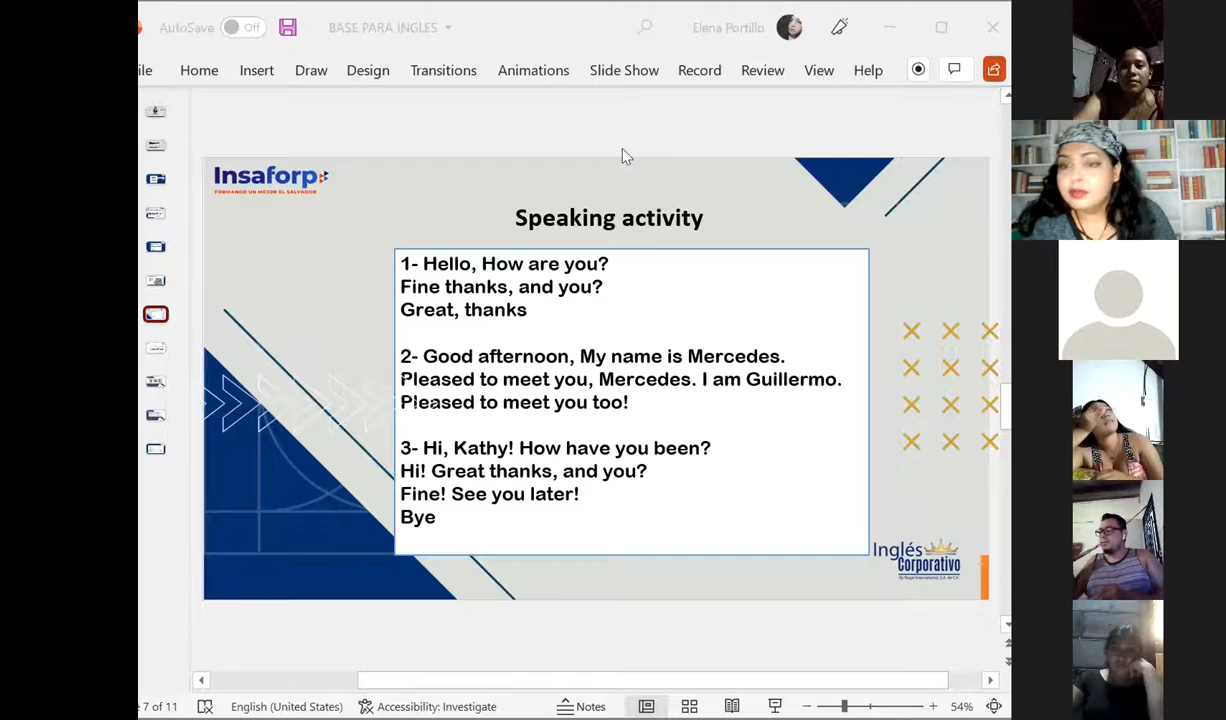 AutoSave Off BASE PARA INGLES Elena Portillo
ile Home Insert Draw Design Transitions Animations Slide Show Record Review View Help
Insaforp
FORMANDO UN MEJOR EL SALVADOR
Speaking activity
1- Hello, How are you?
Fine thanks, and you?
Great, thanks
2- Good afternoon, My name is Mercedes.
Pleased to meet you, Mercedes. I am Guillermo.
Pleased to meet you too!
3- Hi, Kathy! How have you been?
Hi! Great thanks, and you?
Fine! See you later!
Bye
Inglés
Corporativo
By Regal International, S.A. de C.V.
e 7 of 11 English (United States) Accessibility: Investigate Notes 54%